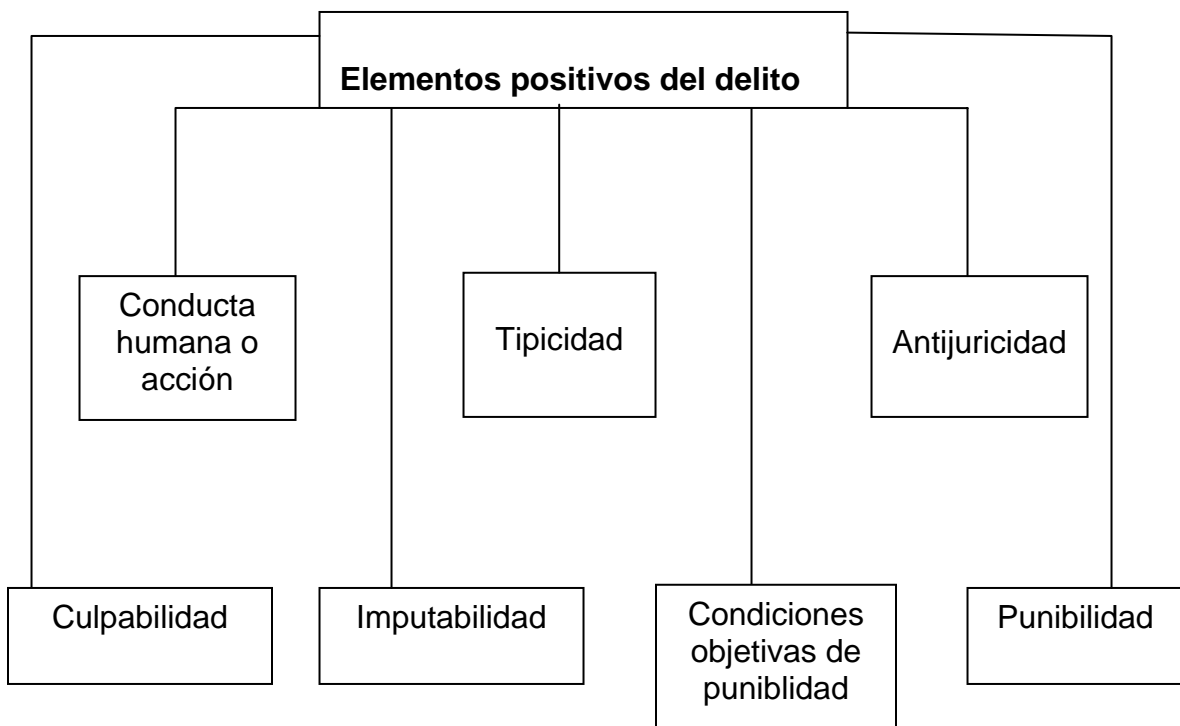 Elementos positivos del delito
Conducta
humana o
acción
Tipicidad
Antijuricidad
Culpabilidad
Imputabilidad
Condiciones
objetivas de
puniblidad
Punibilidad